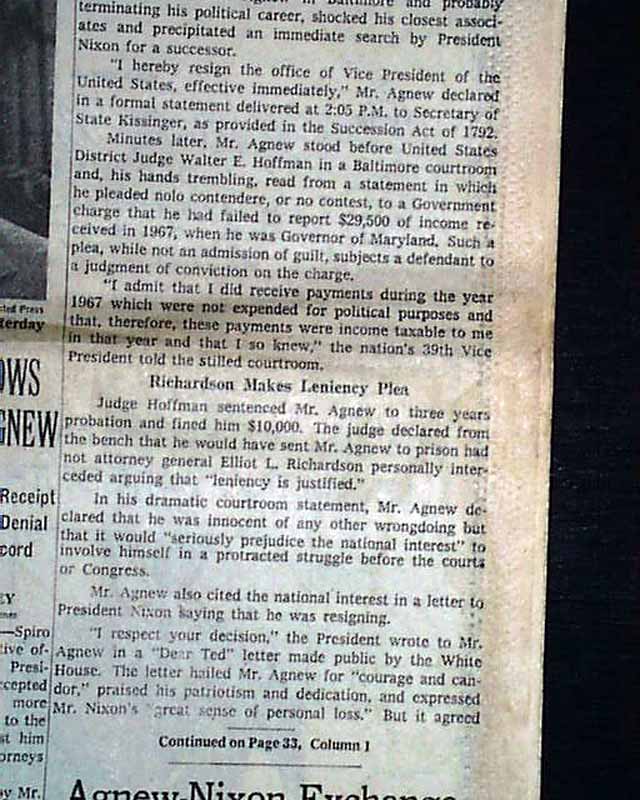 Baltimore and probably
terminating his political career, shocked his closest associ-
ates and precipitated an immediate search by President
Nixon for a successor.
"I hereby resign the office of Vice President of the
United States, effective immediately," Mr. Agnew declared
in a formal statement delivered at 2:05 P.M. to Secretary of
State Kissinger, as provided in the Succession Act of 1792.
Minutes later, Mr. Agnew stood before United States
District Judge Walter E. Hoffman in a Baltimore courtroom
and, his hands trembling, read from a statement in which
he pleaded nolo contendere, or no contest, to a Government
charge that he had failed to report $29,500 of income re-
ceived in 1967, when he was Governor of Maryland. Such a
plea, while not an admission of guilt, subjects a defendant to
a judgment of conviction on the charge.
"I admit that I did receive payments during the year
1967 which were not expended for political purposes and
that, therefore, these payments were income taxable to me
in that year and that I so knew," the nation's 39th Vice
President told the stilled courtroom.
Richardson Makes Leniency Plea
Judge Hoffman sentenced Mr. Agnew to three years
probation and fined him $10,000. The judge declared from
the bench that he would have sent Mr. Agnew to prison had
not attorney general Elliot L. Richardson personally inter-
ceded arguing that "leniency is justified."
In his dramatic courtroom statement, Mr. Agnew de-
clared that he was innocent of any other wrongdoing but
that it would "seriously prejudice the national interest" to
involve himself in a protracted struggle before the courts
or Congress.
Mr. Agnew also cited the national interest in a letter to
President Nixon saying that he was resigning.
"I respect your decision," the President wrote to Mr.
Agnew in a "Dear Ted" letter made public by the White
House. The letter hailed Mr. Agnew for "courage and can-
dor," praised his patriotism and dedication, and expressed
Mr. Nixon's "great sense of personal loss." But it agreed
Continued on Page 33, Column 1
Agnew-Nixon Exchange
Press
terday
OWS
GNEW
Receipt
Denial
cord
EY
—Spiro
tive of-
Presi-
ccepted
more
to the
st him
orneys
by Mr.